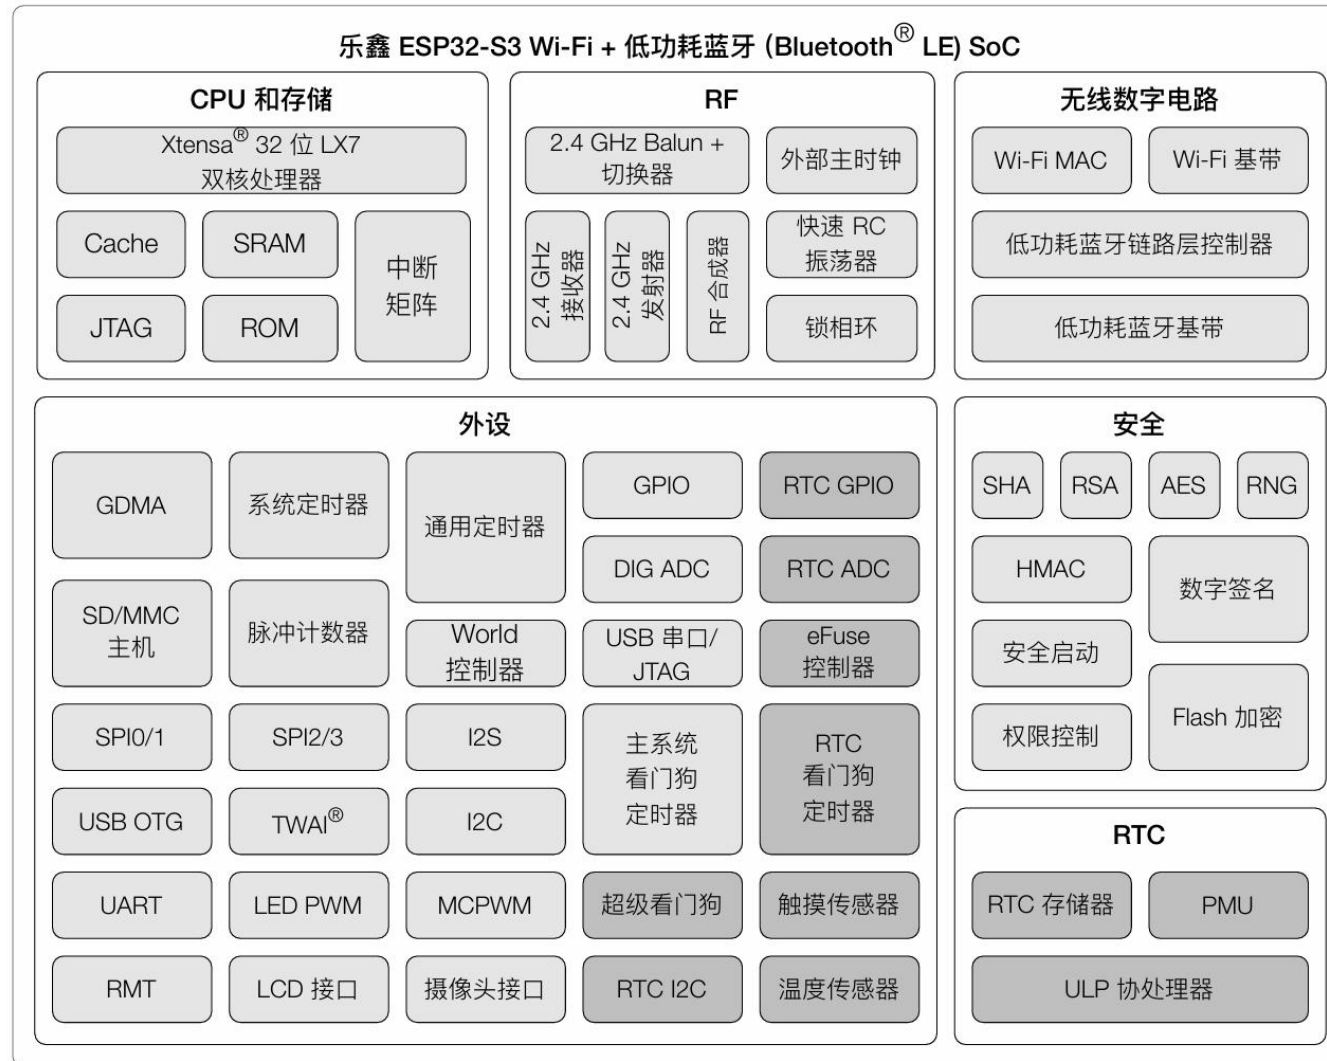 乐鑫 ESP32-S3 Wi-Fi + 低功耗蓝牙 (Bluetooth® LE) SoC
CPU 和存储
Xtensa® 32 位 LX7
双核处理器
Cache
SRAM
中断
矩阵
JTAG
ROM
RF
2.4 GHz Balun +
切换器
外部主时钟
2.4 GHz
接收器
2.4 GHz
发射器
RF 合成器
快速 RC
振荡器
锁相环
无线数字电路
Wi-Fi MAC
Wi-Fi 基带
低功耗蓝牙链路层控制器
低功耗蓝牙基带
外设
GDMA
系统定时器
通用定时器
GPIO
RTC GPIO
DIG ADC
RTC ADC
SD/MMC
主机
脉冲计数器
World
控制器
USB 串口/
JTAG
eFuse
控制器
SPI0/1
SPI2/3
I2S
主系统
看门狗
定时器
RTC
看门狗
定时器
USB OTG
TWAI®
I2C
UART
LED PWM
MCPWM
超级看门狗
触摸传感器
RMT
LCD 接口
摄像头接口
RTC I2C
温度传感器
安全
SHA
RSA
AES
RNG
HMAC
数字签名
安全启动
Flash 加密
权限控制
RTC
RTC 存储器
PMU
ULP 协处理器